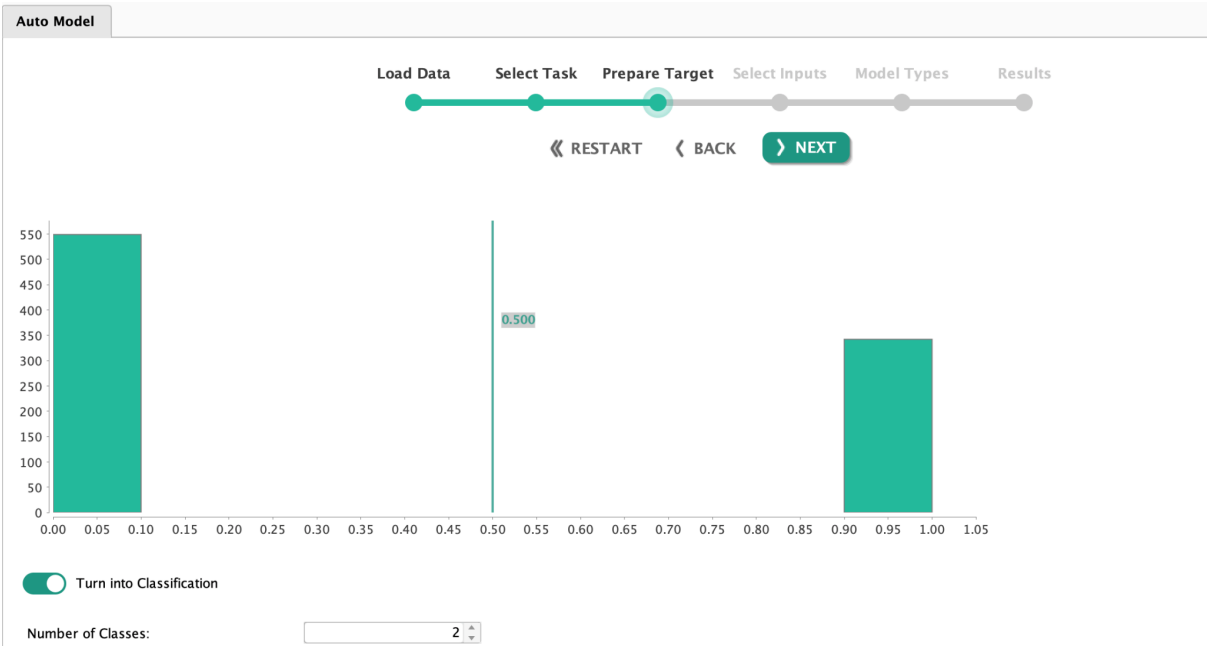 Auto Model
Load Data Select Task Prepare Target Select Inputs Model Types Results
RESTART BACK NEXT
550
500
450
400
350
300
250
200
150
100
50
0
0.500
0.00 0.05 0.10 0.15 0.20 0.25 0.30 0.35 0.40 0.45 0.50 0.55 0.60 0.65 0.70 0.75 0.80 0.85 0.90 0.95 1.00 1.05
Turn into Classification
Number of Classes: 2